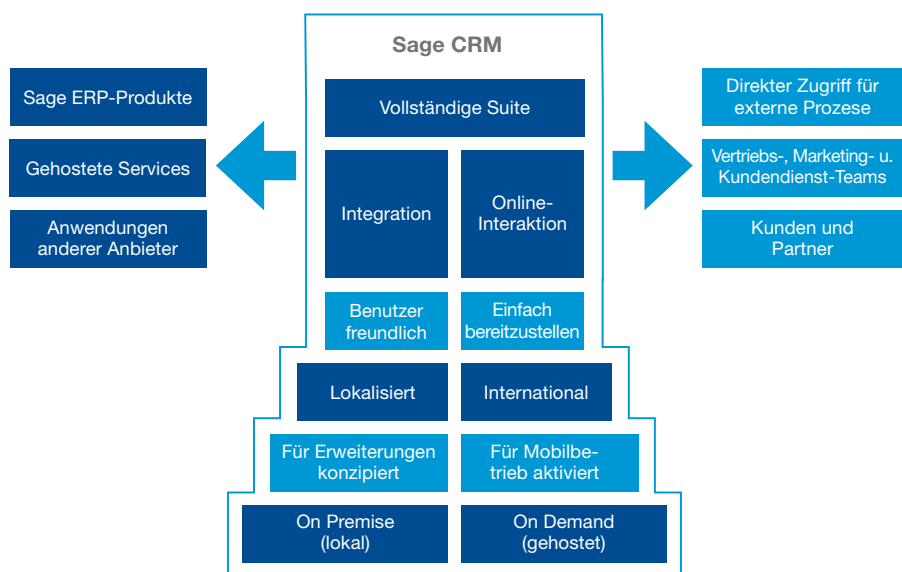 Sage CRM
Sage ERP-Produkte
Gehostete Services
Anwendungen
anderer Anbieter
Vollständige Suite
Integration
Online-
Interaktion
Benutzer
freundlich
Einfach
bereitzustellen
Lokalisiert
International
Für Erweiterungen
konzipiert
Für Mobilbe-
trieb aktiviert
On Premise
(lokal)
On Demand
(gehostet)
Direkter Zugriff für
externe Prozese
Vertriebs-, Marketing- u.
Kundendienst-Teams
Kunden und
Partner